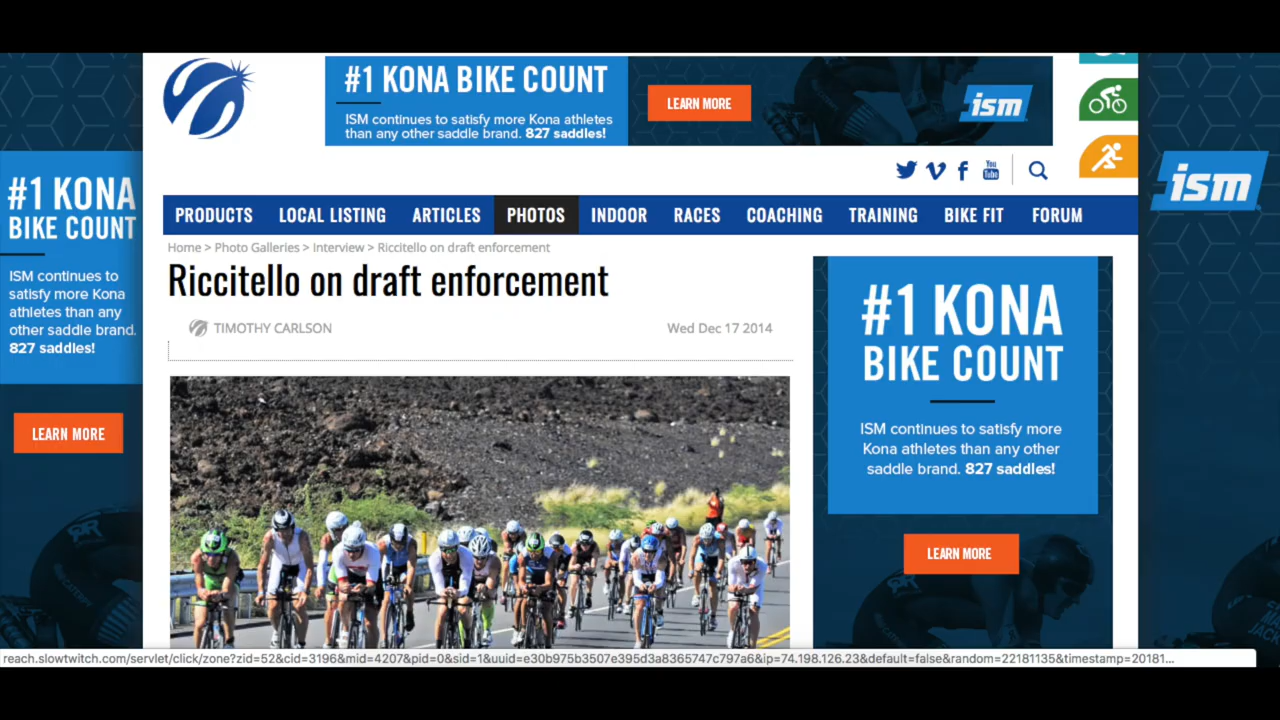 #1 KONA BIKE COUNT
ISM continues to satisfy more Kona athletes
than any other saddle brand. 827 saddles!
LEARN MORE
ism
You
Tube
PRODUCTS LOCAL LISTING ARTICLES PHOTOS INDOOR RACES COACHING TRAINING BIKE FIT FORUM
Home > Photo Galleries > Interview > Riccitello on draft enforcement
Riccitello on draft enforcement
TIMOTHY CARLSON Wed Dec 17 2014
#1 KONA
BIKE COUNT
ISM continues to
satisfy more Kona
athletes than any
other saddle brand.
827 saddles!
LEARN MORE
#1 KONA
BIKE COUNT
ISM continues to satisfy more
Kona athletes than any other
saddle brand. 827 saddles!
LEARN MORE
ism
reach.slowtwitch.com/servlet/click/zone?zid=52&cid=3196&mid=4207&pid=0&sid=1&uuid=e30b975b3507e395d3a8365747c797a6&ip=74.198.126.23&default=false&random=22181135&timestamp=20181...